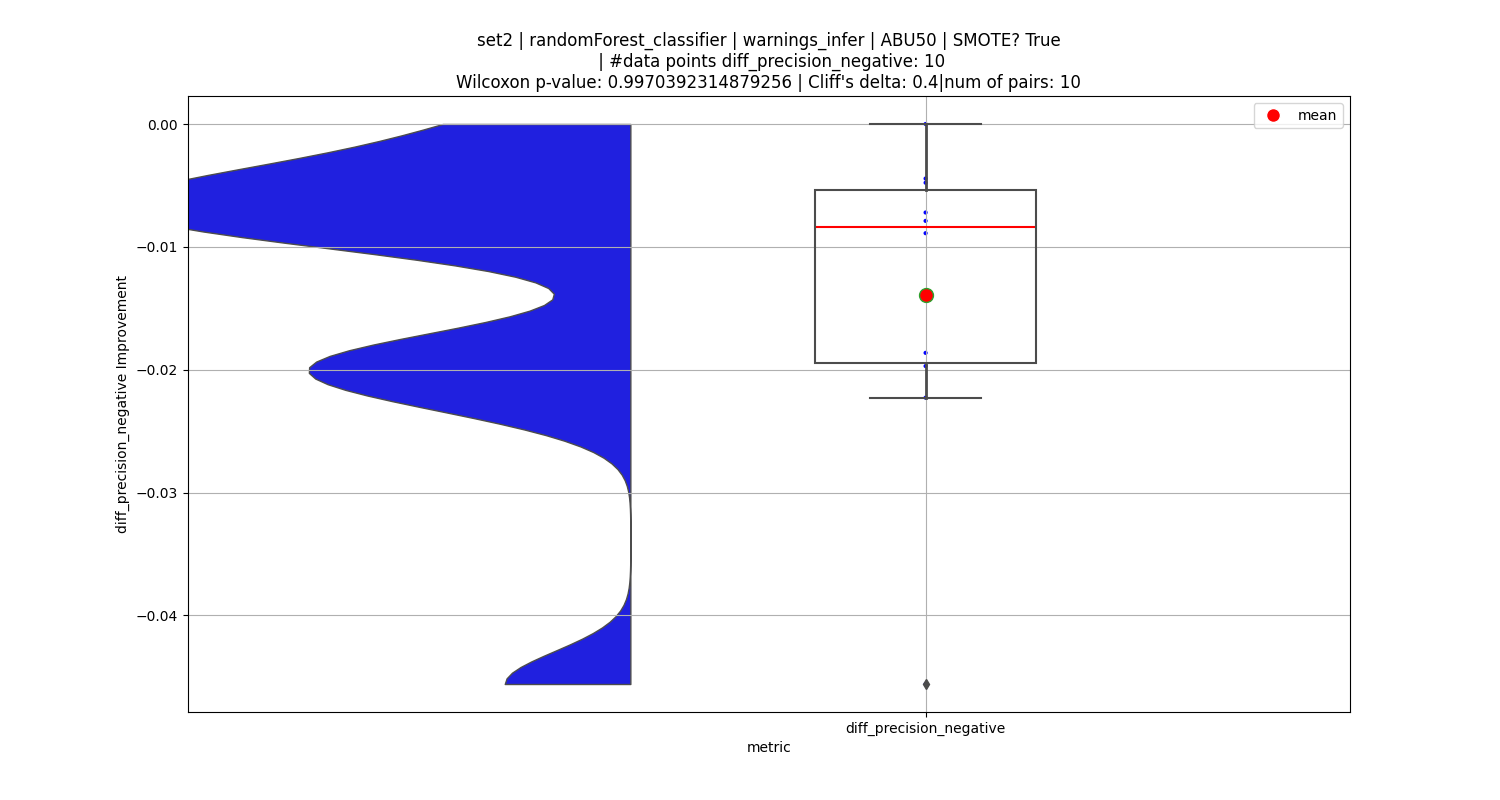 set2 | randomForest_classifier | warnings_infer | ABU50 | SMOTE? True
| #data points diff_precision_negative: 10
Wilcoxon p-value: 0.9970392314879256 | Cliff's delta: 0.4|num of pairs: 10
mean
0.00
−0.01
−0.02
−0.03
−0.04
diff_precision_negative Improvement
diff_precision_negative
metric